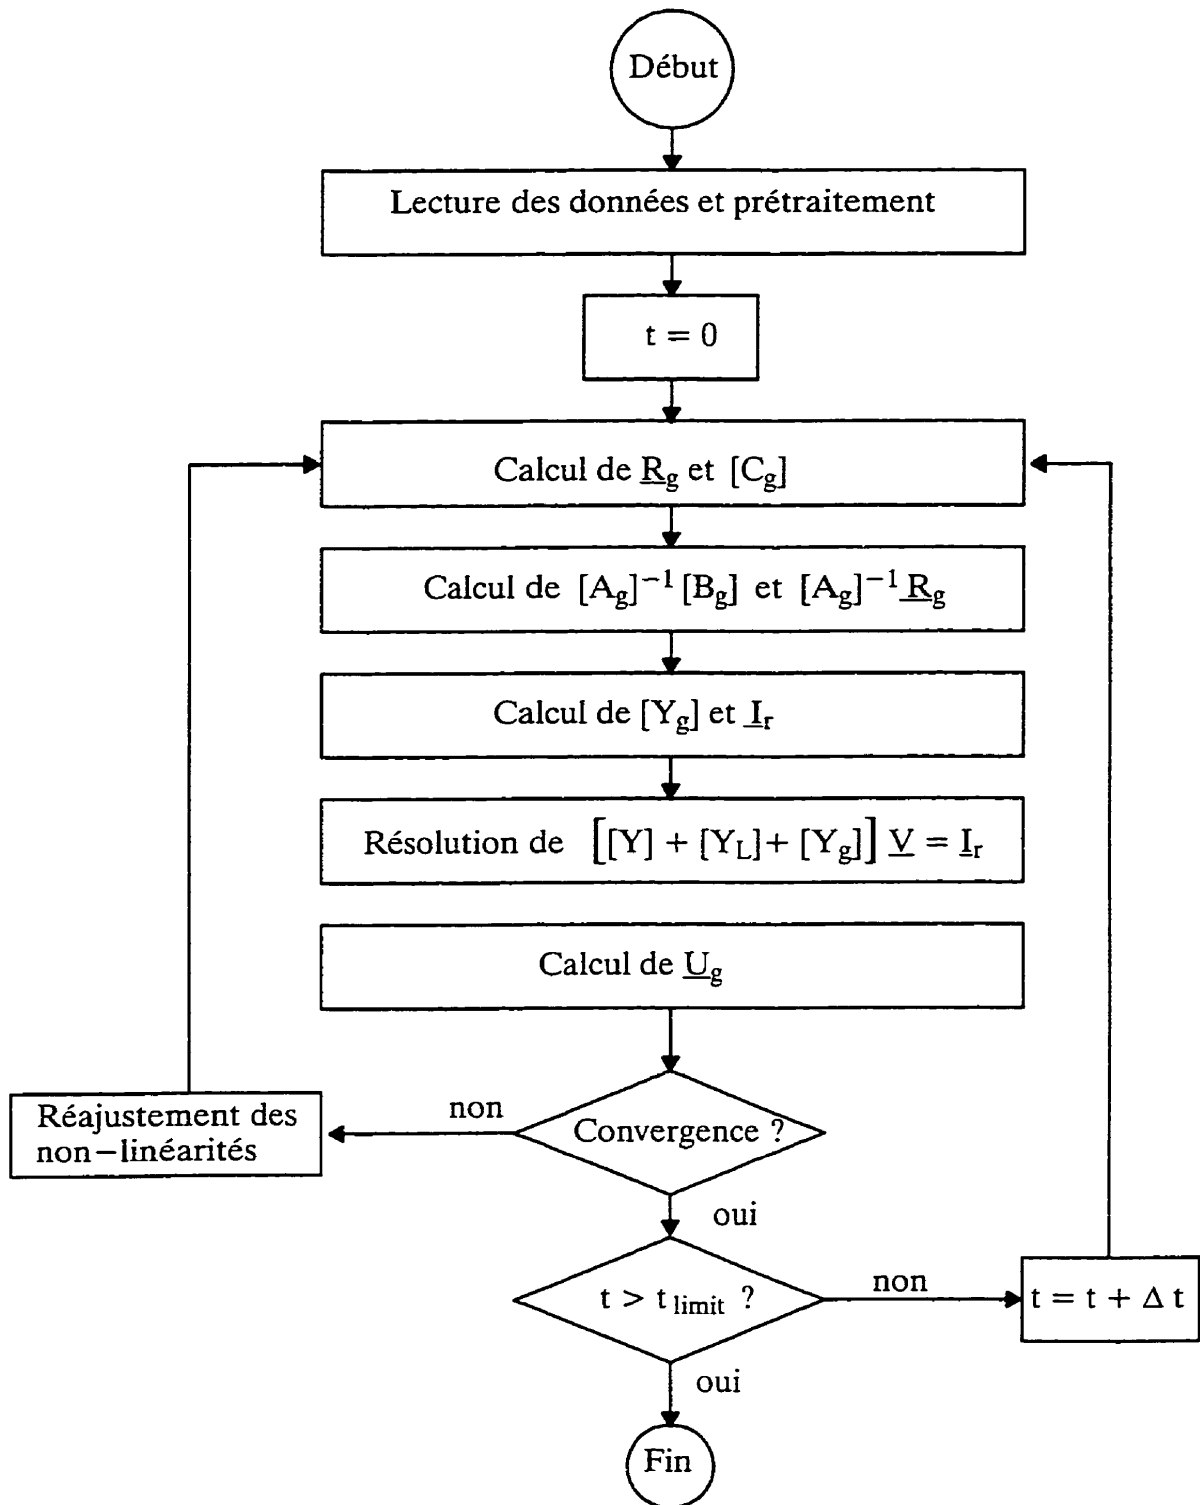 Début
Lecture des données et prétraitement
t = 0
Calcul de R_g et [C_g]
Calcul de [A_g]^{-1} [B_g] et [A_g]^{-1} R_g
Calcul de [Y_g] et I_r
Résolution de [[Y] + [Y_L] + [Y_g]] V = I_r
Calcul de U_g
Réajustement des
non-linéarités
non
Convergence ?
oui
t > t_limit ?
non
t = t + Δ t
oui
Fin